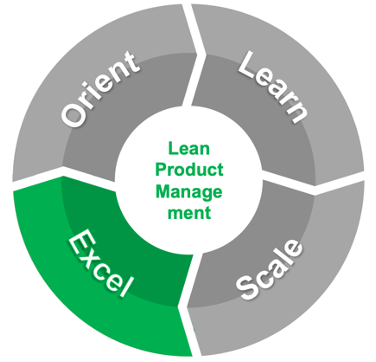 Orient
Learn
Lean
Product
Manage
ment
Excel
Scale